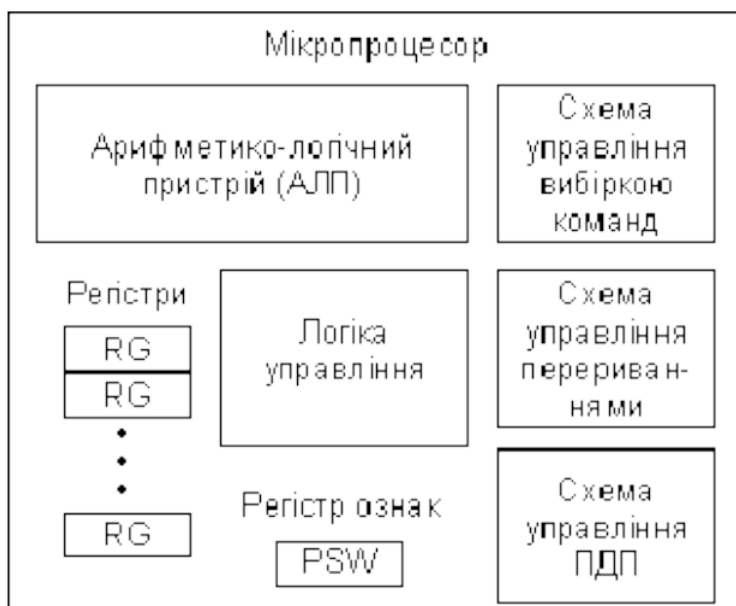 Мікропроцесор
Арифметико-логічний
пристрій (АЛП)
Схема
управління
вибіркою
команд
Регістри
RG
RG
RG
Логіка
управління
Схема
управління
перериван-
нями
Регістр ознак
PSW
Схема
управління
ПДП